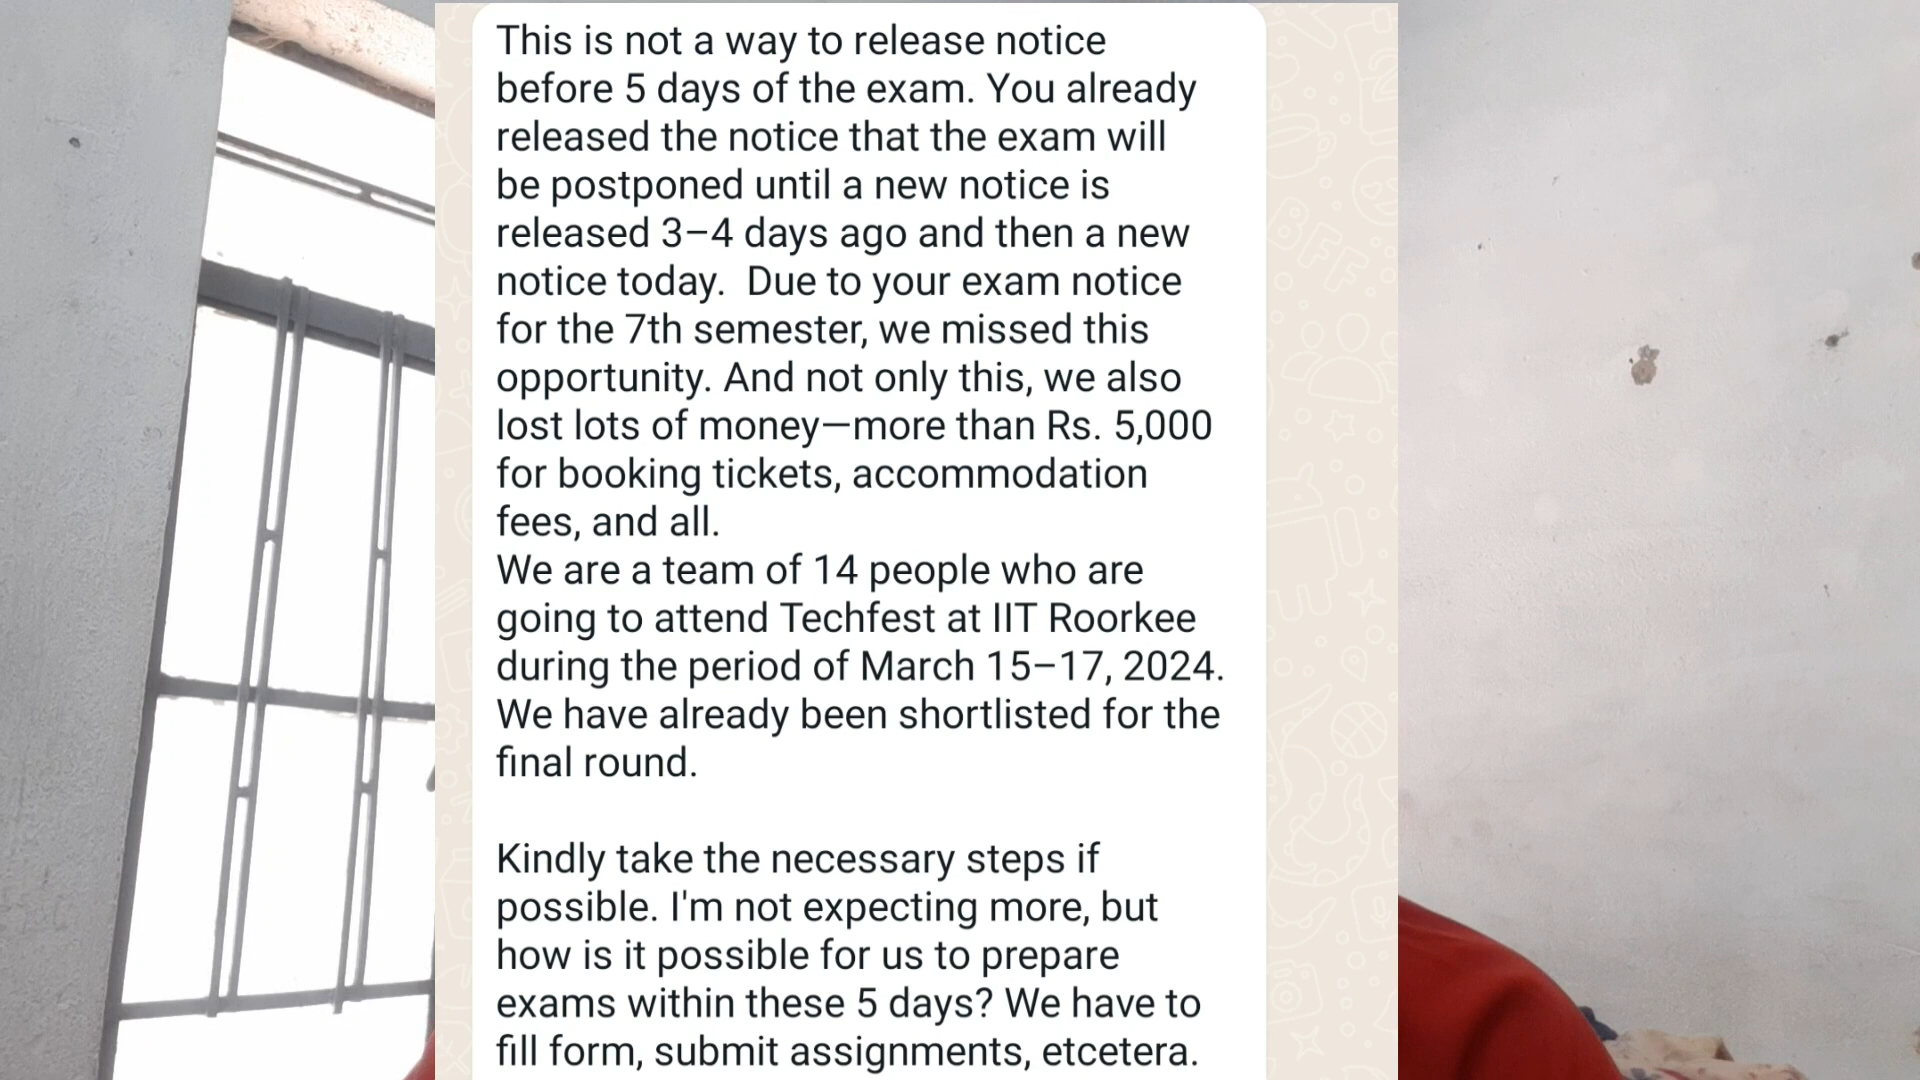 This is not a way to release notice
before 5 days of the exam. You already
released the notice that the exam will
be postponed until a new notice is
released 3–4 days ago and then a new
notice today.  Due to your exam notice
for the 7th semester, we missed this
opportunity. And not only this, we also
lost lots of money—more than Rs. 5,000
for booking tickets, accommodation
fees, and all.
We are a team of 14 people who are
going to attend Techfest at IIT Roorkee
during the period of March 15–17, 2024.
We have already been shortlisted for the
final round.
Kindly take the necessary steps if
possible. I'm not expecting more, but
how is it possible for us to prepare
exams within these 5 days? We have to
fill form, submit assignments, etcetera.